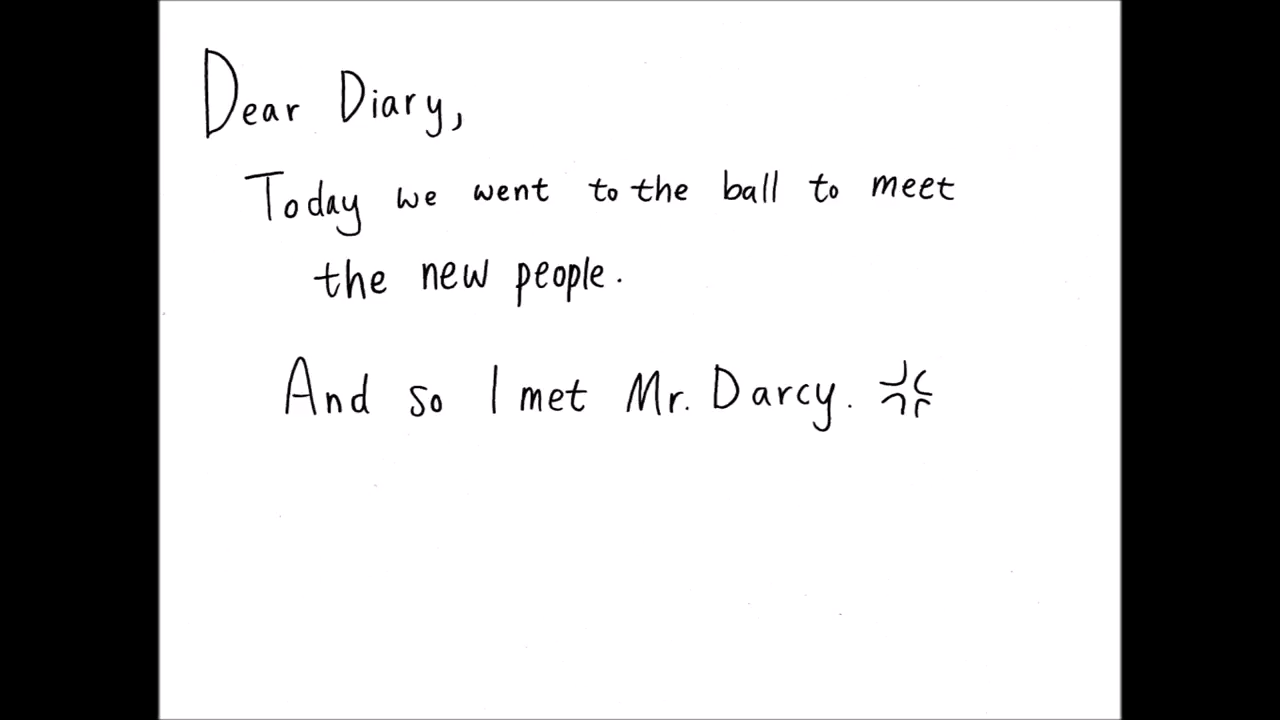 Dear Diary,
Today we went to the ball to meet
the new people.
And so I met Mr. Darcy.